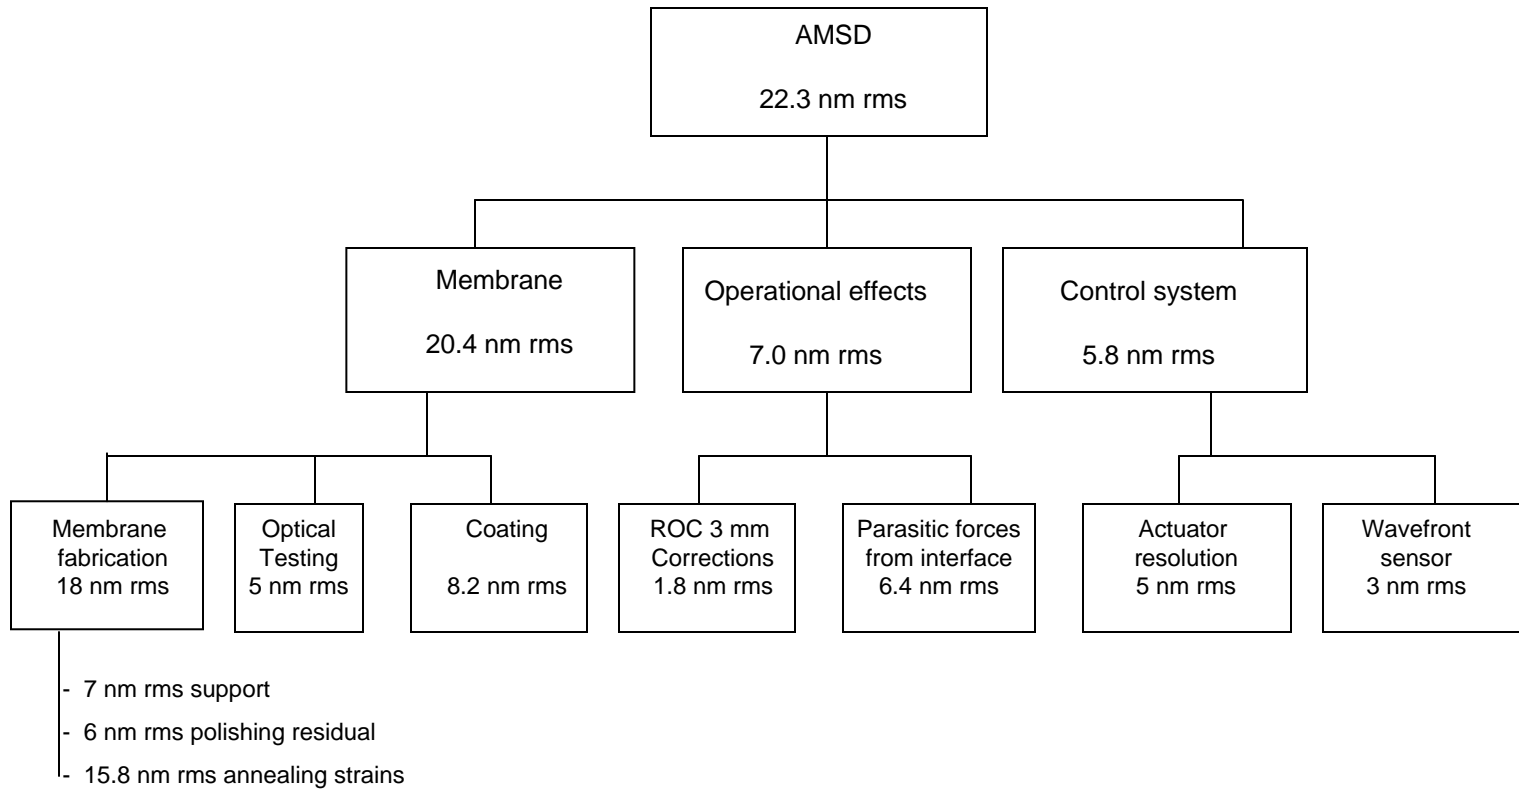 AMSD
22.3 nm rms
Membrane
20.4 nm rms
Operational effects
7.0 nm rms
Control system
5.8 nm rms
Membrane
fabrication
18 nm rms
Optical
Testing
5 nm rms
Coating
8.2 nm rms
ROC 3 mm
Corrections
1.8 nm rms
Parasitic forces
from interface
6.4 nm rms
Actuator
resolution
5 nm rms
Wavefront
sensor
3 nm rms
- 7 nm rms support
- 6 nm rms polishing residual
- 15.8 nm rms annealing strains